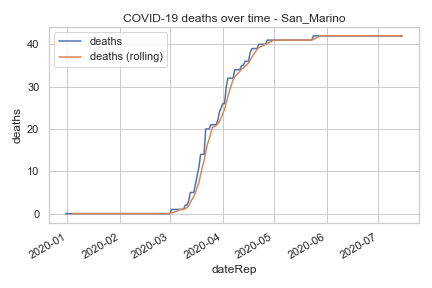 COVID-19 deaths over time - San_Marino
deaths
deaths (rolling)
40
30
20
10
0
deaths
2020-01
2020-02
2020-03
2020-04
2020-05
2020-06
2020-07
dateRep